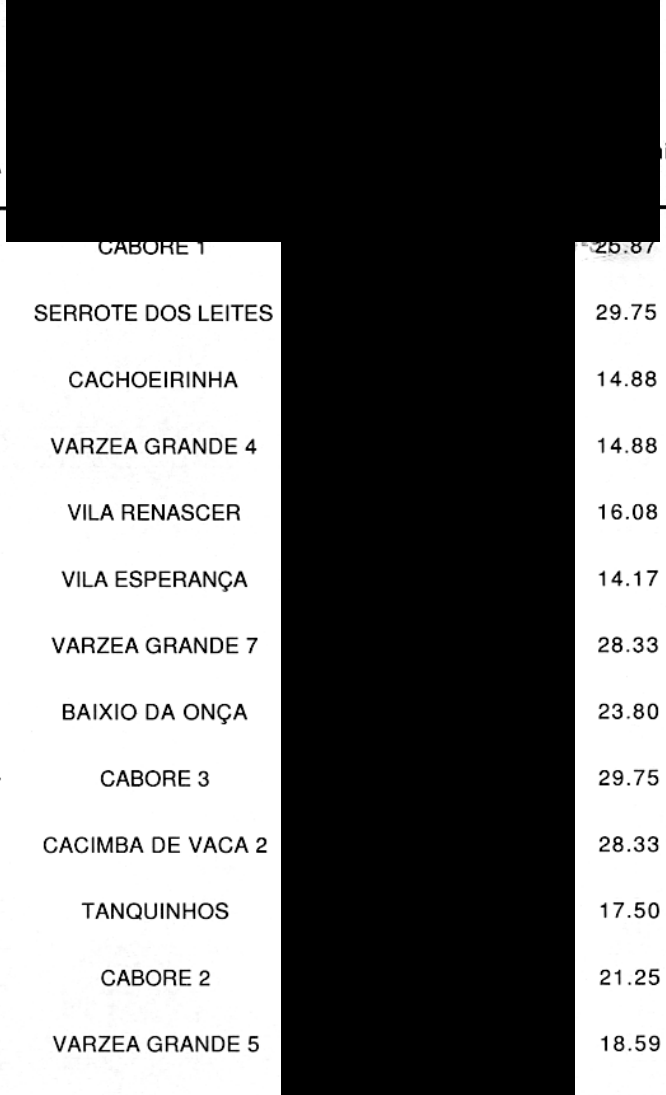 CABORE 1 25.87
SERROTE DOS LEITES 29.75
CACHOEIRINHA 14.88
VARZEA GRANDE 4 14.88
VILA RENASCER 16.08
VILA ESPERANÇA 14.17
VARZEA GRANDE 7 28.33
BAIXIO DA ONÇA 23.80
CABORE 3 29.75
CACIMBA DE VACA 2 28.33
TANQUINHOS 17.50
CABORE 2 21.25
VARZEA GRANDE 5 18.59